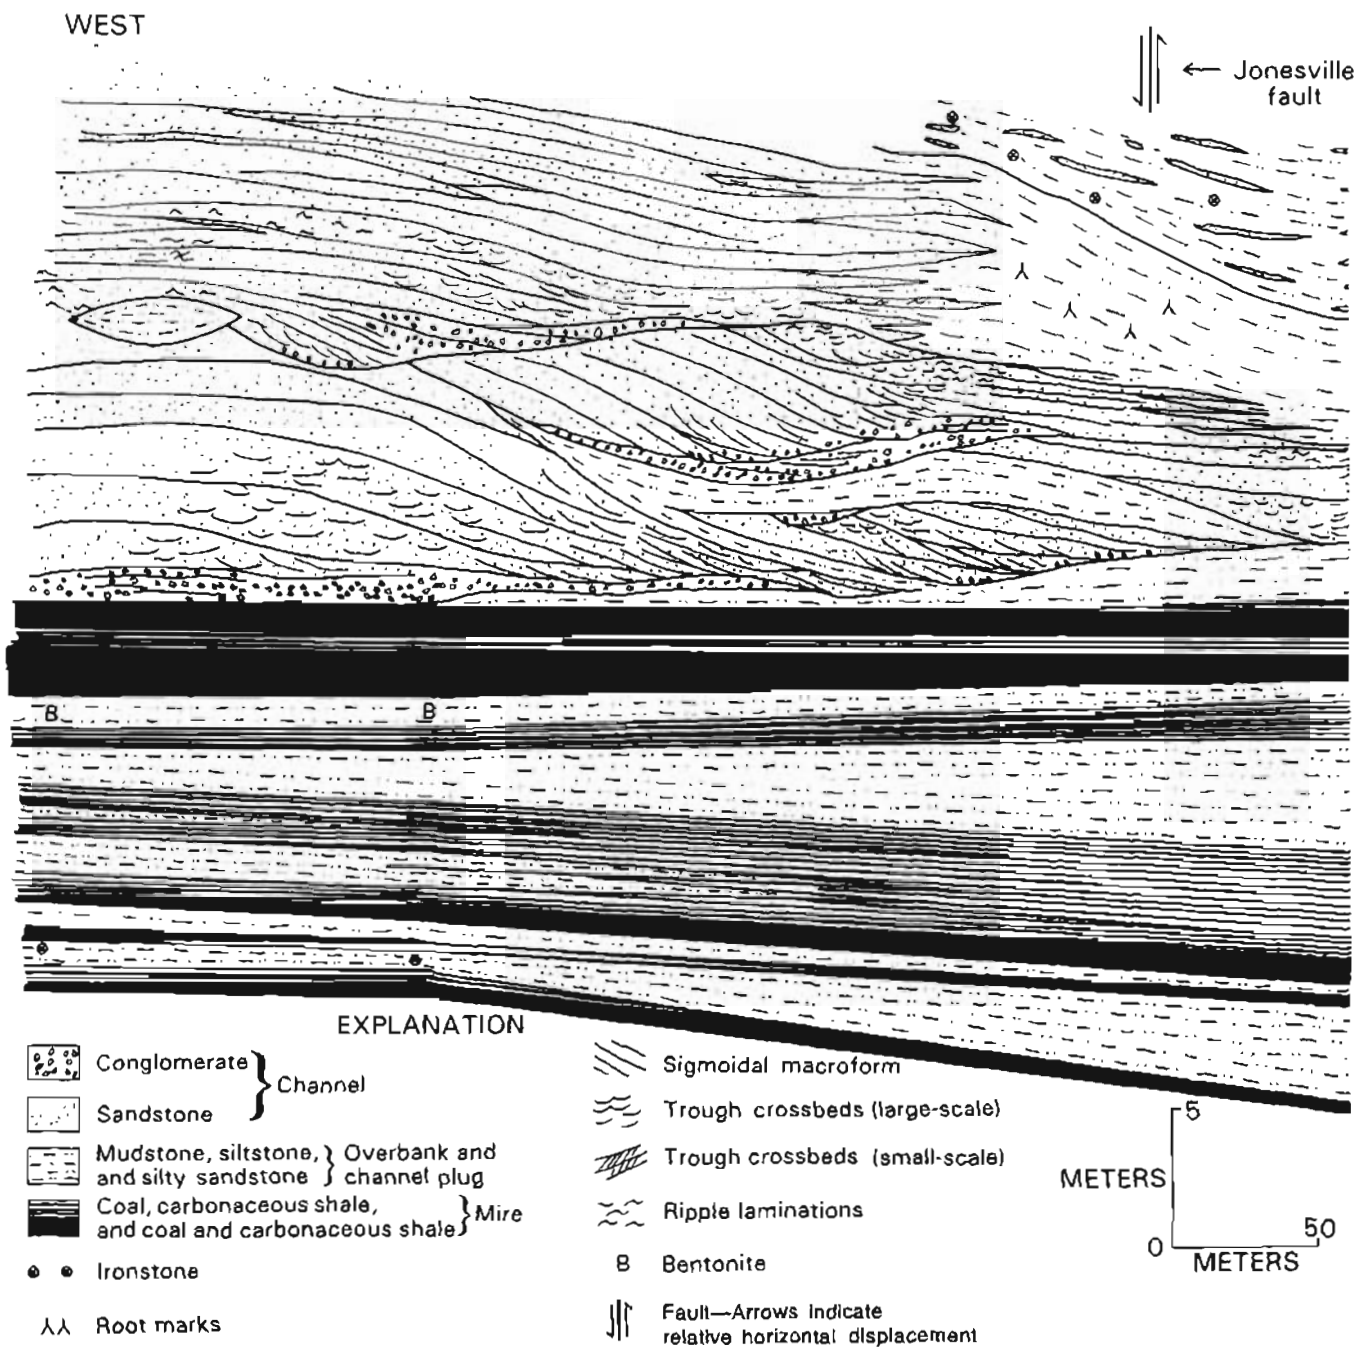 WEST
← Jonesville
fault
B
B
EXPLANATION
Conglomerate
Channel
Sandstone
Mudstone, siltstone,
and silty sandstone
Overbank and
channel plug
Coal, carbonaceous shale,
and coal and carbonaceous shale
Mire
Ironstone
Root marks
Sigmoidal macroform
Trough crossbeds (large-scale)
Trough crossbeds (small-scale)
Ripple laminations
B Bentonite
Fault—Arrows indicate
relative horizontal displacement
5
METERS
0
50
METERS